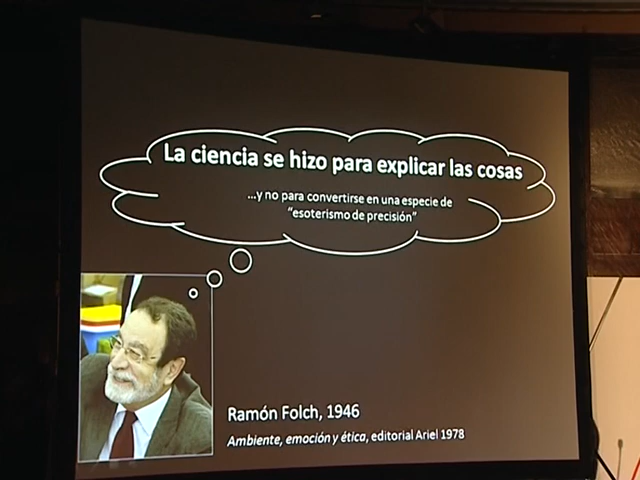 La ciencia se hizo para explicar las cosas
...y no para convertirse en una especie de
"esoterismo de precisión"
Ramón Folch, 1946
Ambiente, emoción y ética, editorial Ariel 1978